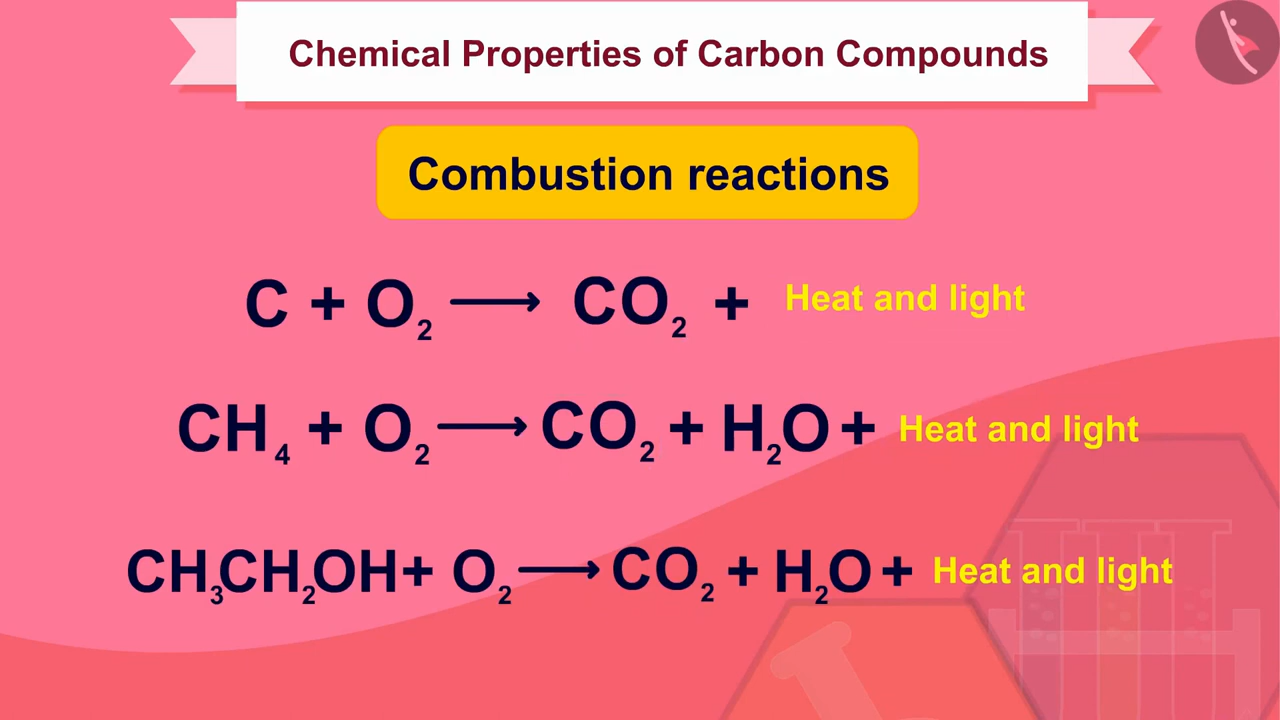 Chemical Properties of Carbon Compounds
Combustion reactions
C + O₂ ⟶ CO₂ + Heat and light
CH₄ + O₂ ⟶ CO₂ + H₂O + Heat and light
CH₃CH₂OH + O₂ ⟶ CO₂ + H₂O + Heat and light